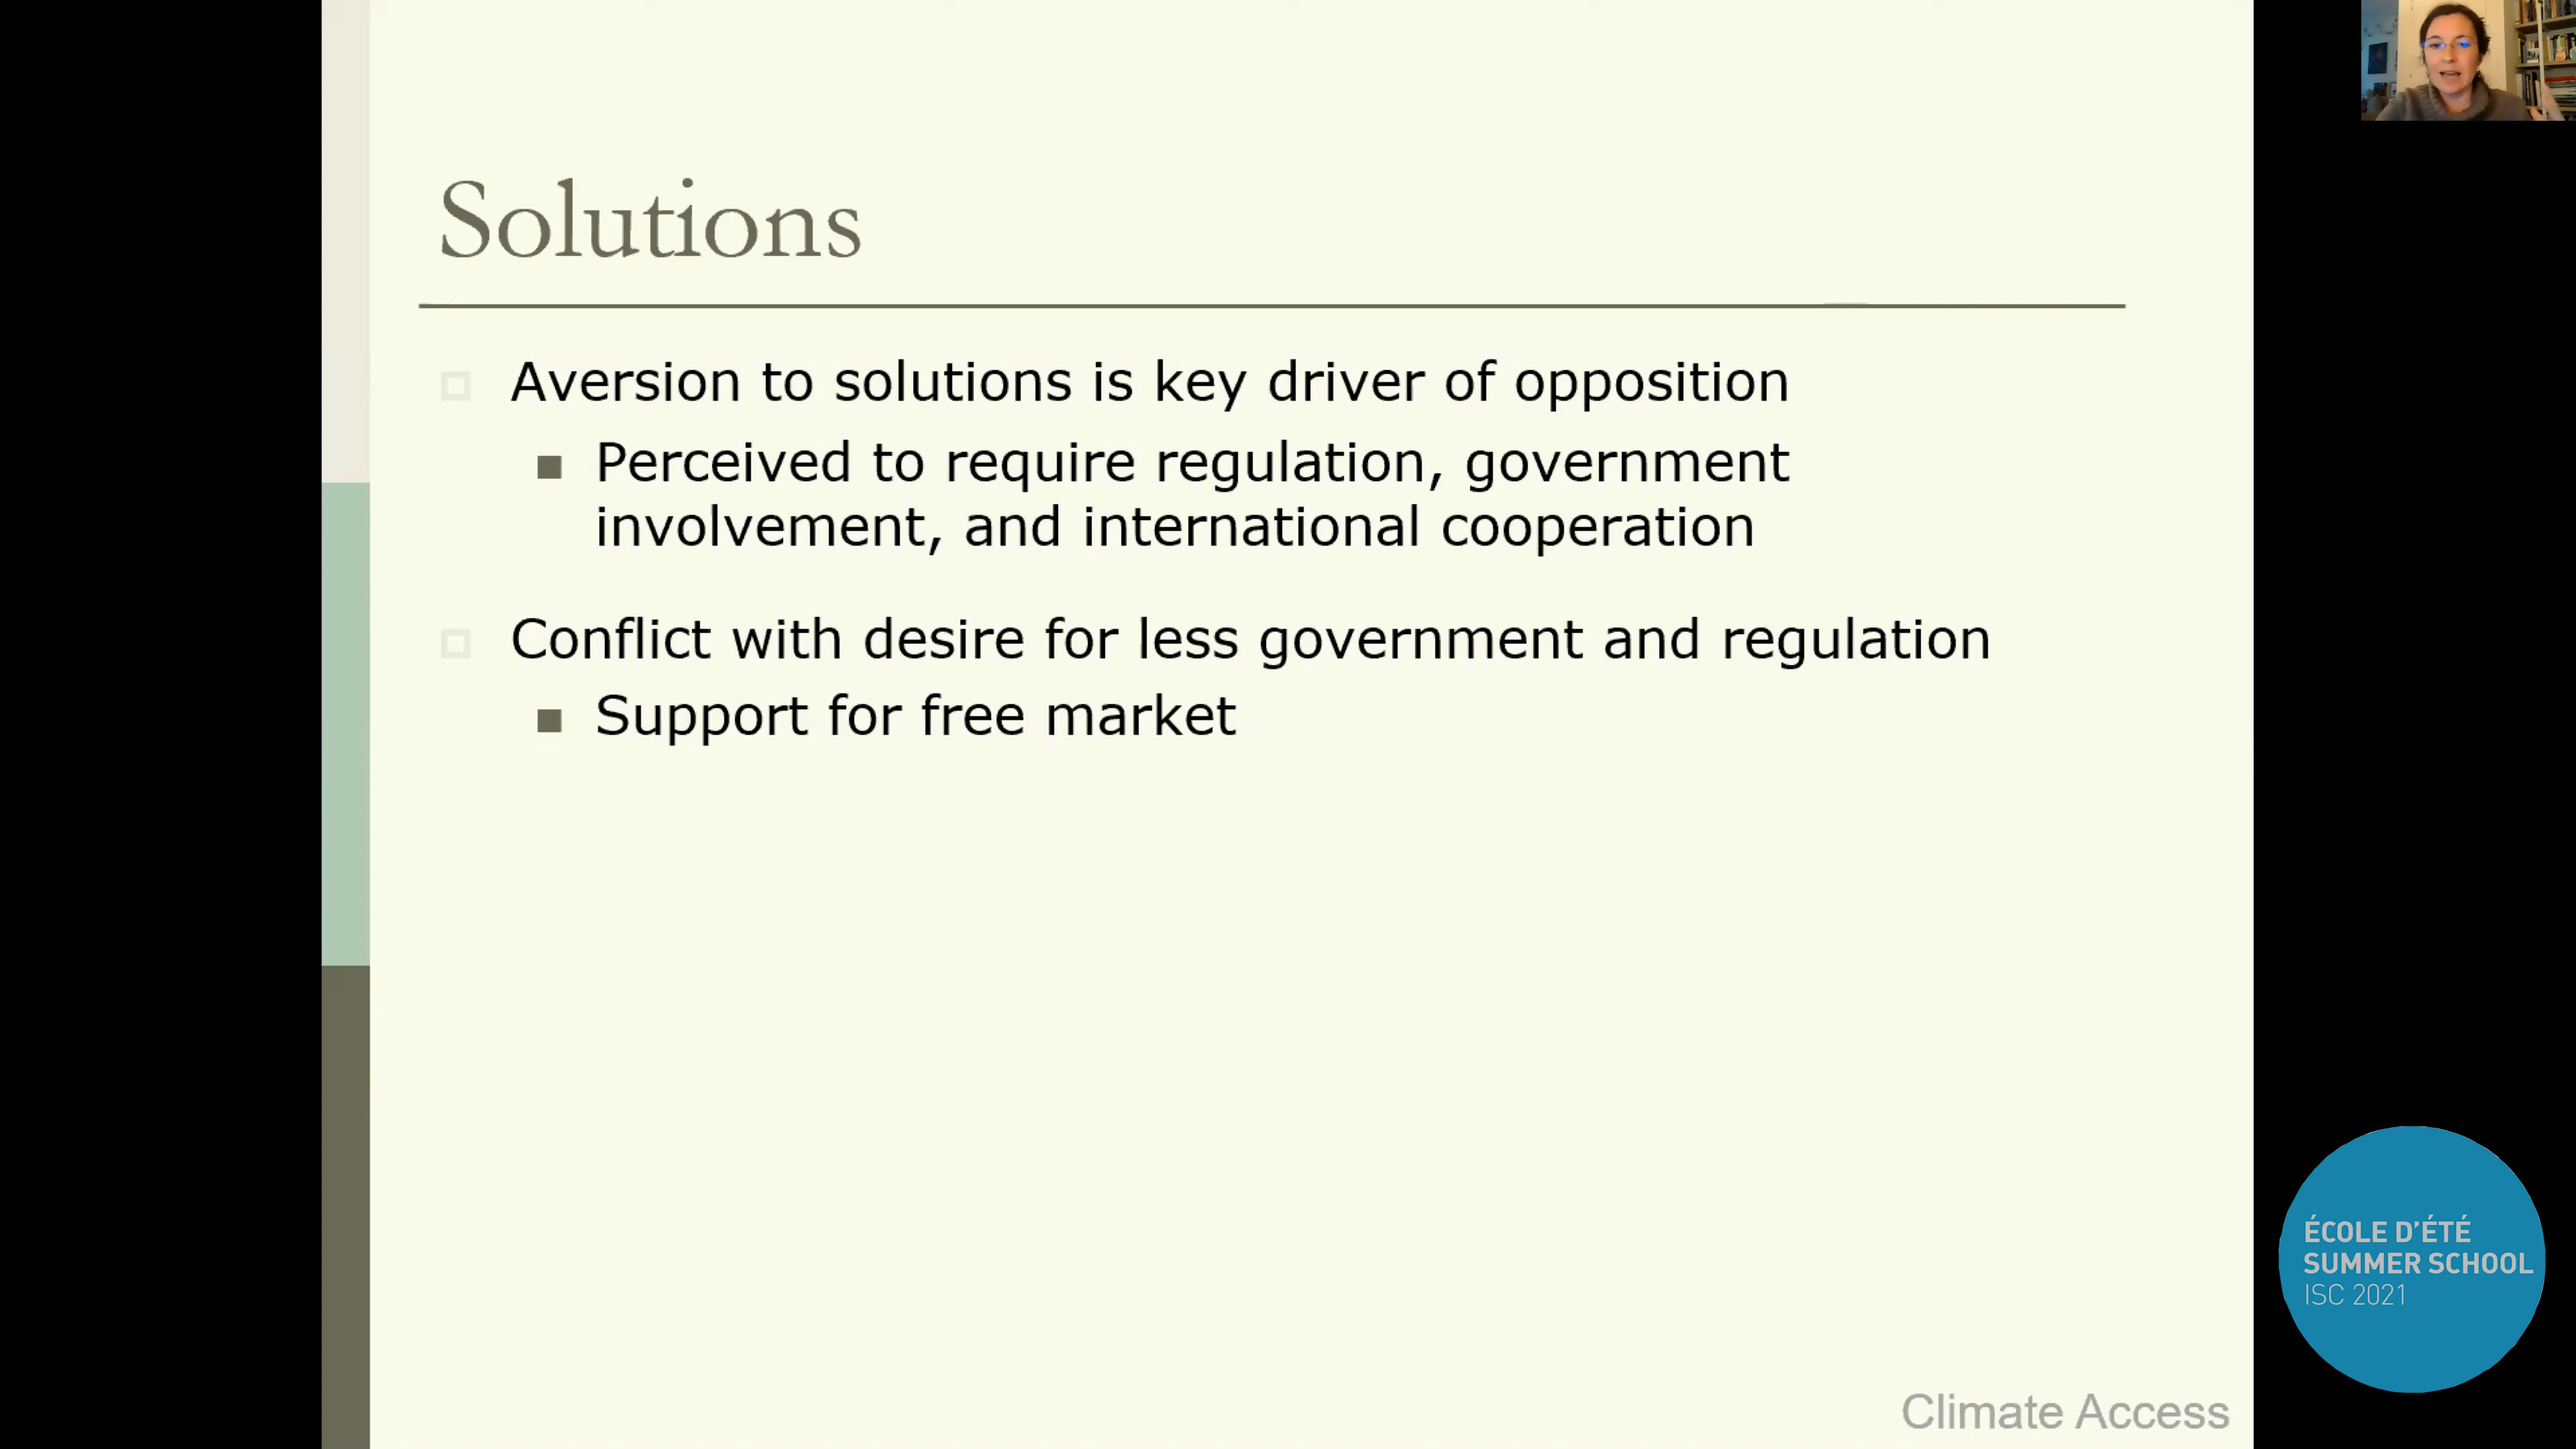 Solutions
Aversion to solutions is key driver of opposition
Perceived to require regulation, government
involvement, and international cooperation
Conflict with desire for less government and regulation
Support for free market
ÉCOLE D'ÉTÉ
SUMMER SCHOOL
ISC 2021
Climate Access